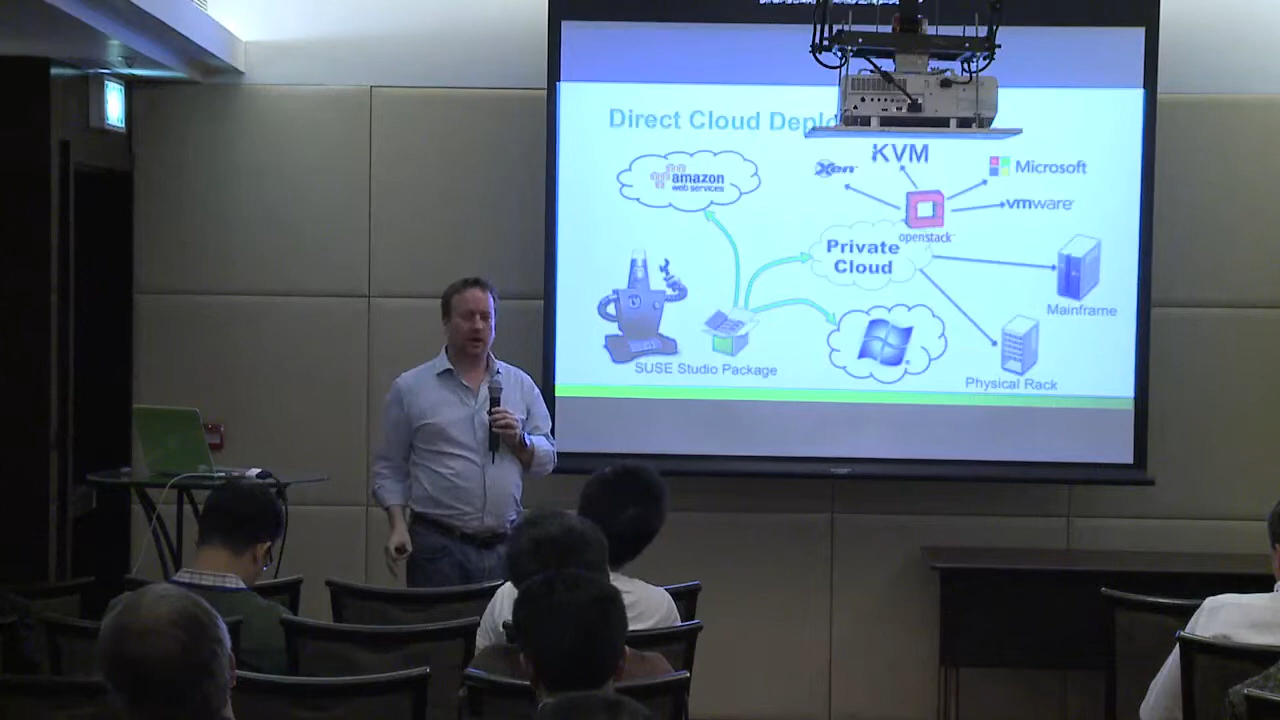 Direct Cloud Deplo
KVM
Xen
Microsoft
amazon
web services
vmware
openstack
Private
Cloud
Mainframe
SUSE Studio Package
Physical Rack